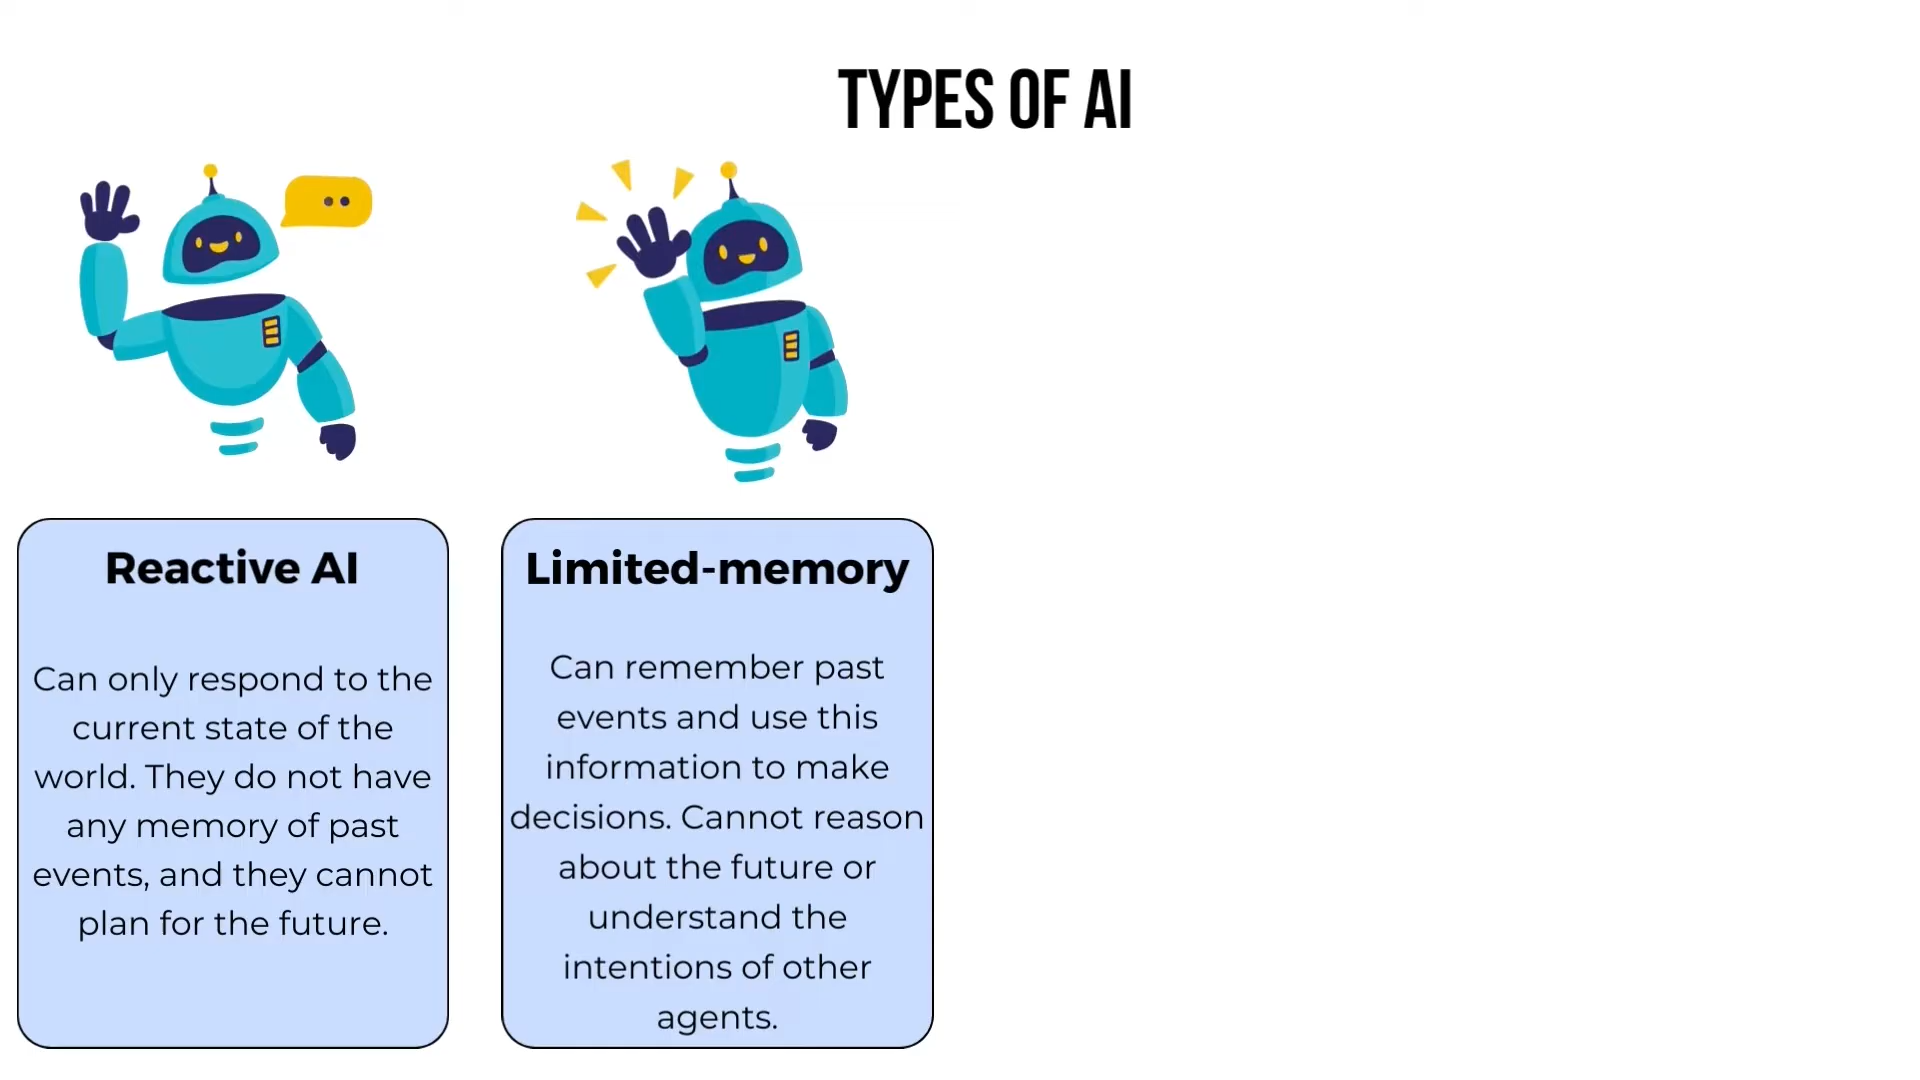 TYPES OF AI
Reactive AI
Can only respond to the
current state of the
world. They do not have
any memory of past
events, and they cannot
plan for the future.
Limited-memory
Can remember past
events and use this
information to make
decisions. Cannot reason
about the future or
understand the
intentions of other
agents.